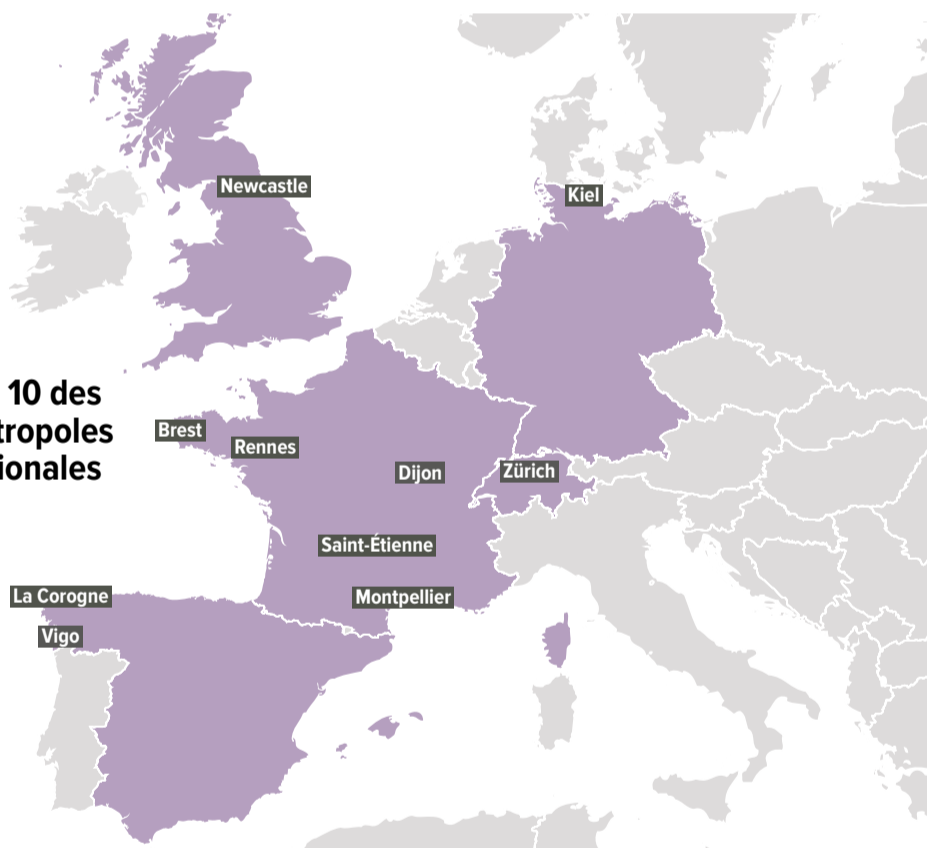 Newcastle
Kiel
10 des
tropoles
ionales
Brest
Rennes
Dijon
Zürich
Saint-Étienne
La Corogne
Montpellier
Vigo